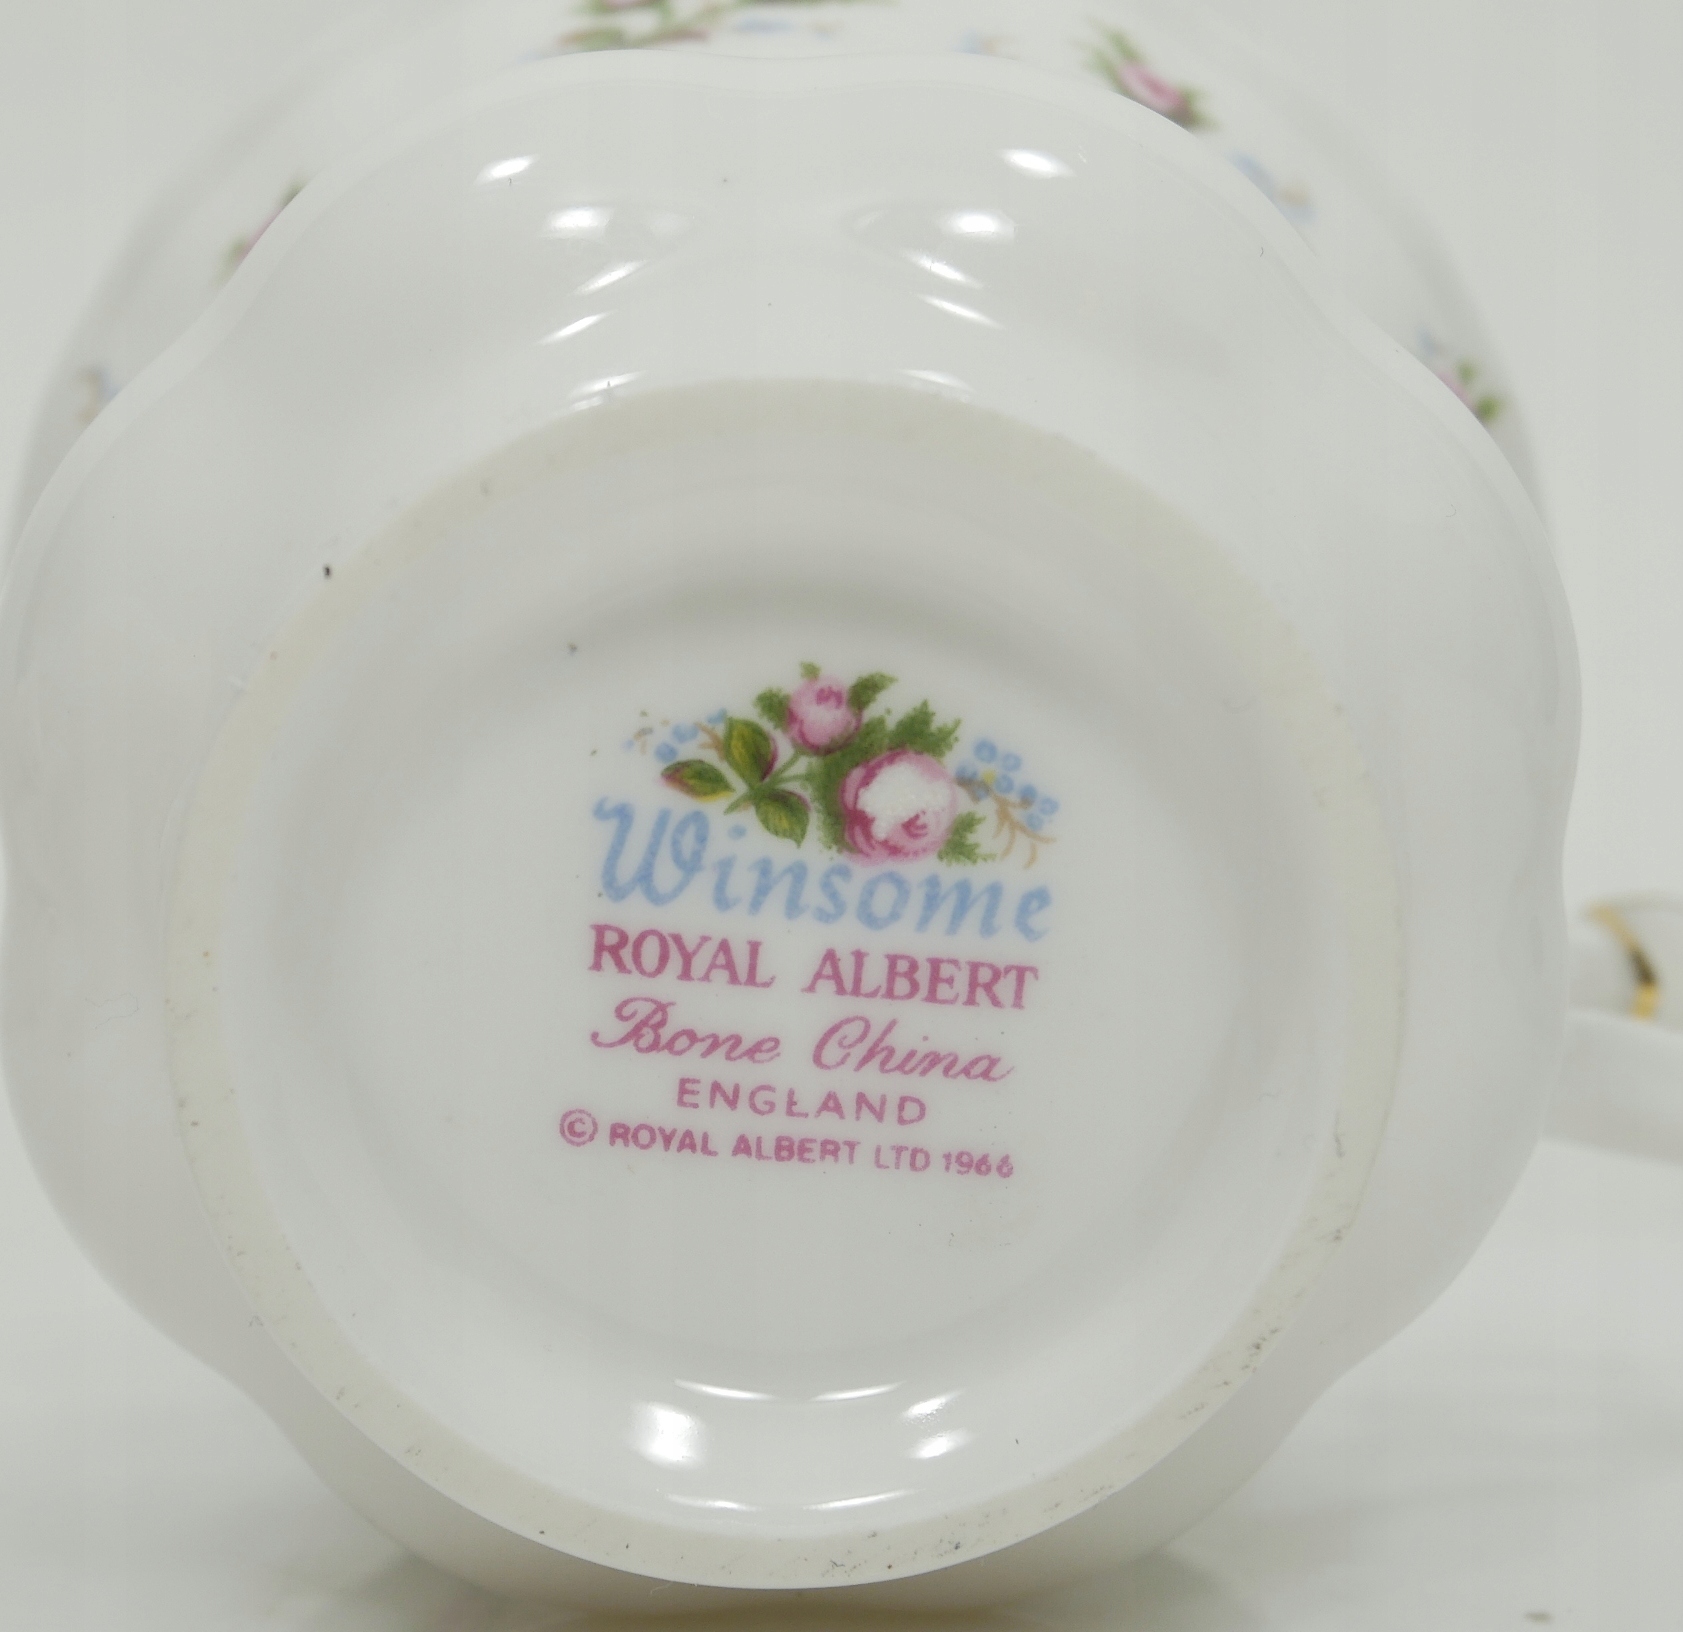 Winsome
ROYAL ALBERT
Bone China
ENGLAND
© ROYAL ALBERT LTD 1966